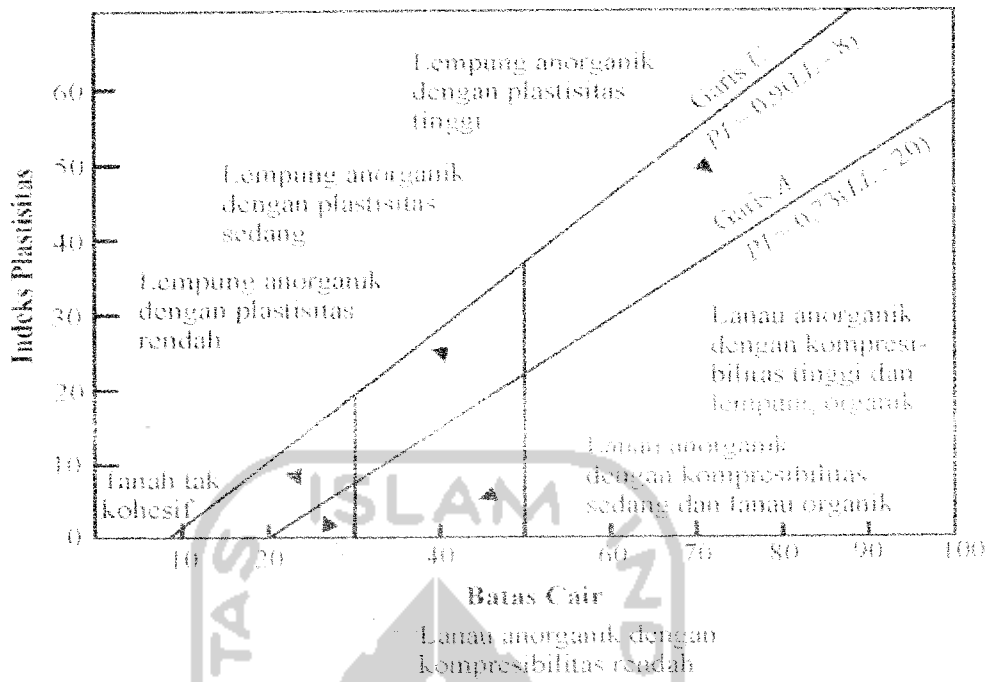 Indeks Plastisitas
60
50
40
30
20
10
0
Lempung anorganik
dengan plastisitas
tinggi
Lempung anorganik
dengan plastisitas
sedang
Lempung anorganik
dengan plastisitas
rendah
Tanah tak
kohesif
Garis U
PI = 0,9(LL - 8)
Garis A
PI = 0,73(LL - 20)
Lanau anorganik
dengan kompresi-
bilitas tinggi dan
lempung organik
Lanau anorganik
dengan kompresibilitas
sedang dan lanau organik
10
20
40
60
70
80
90
100
Batas Cair
Lanau anorganik dengan
kompresibilitas rendah
TAS
ISLAM